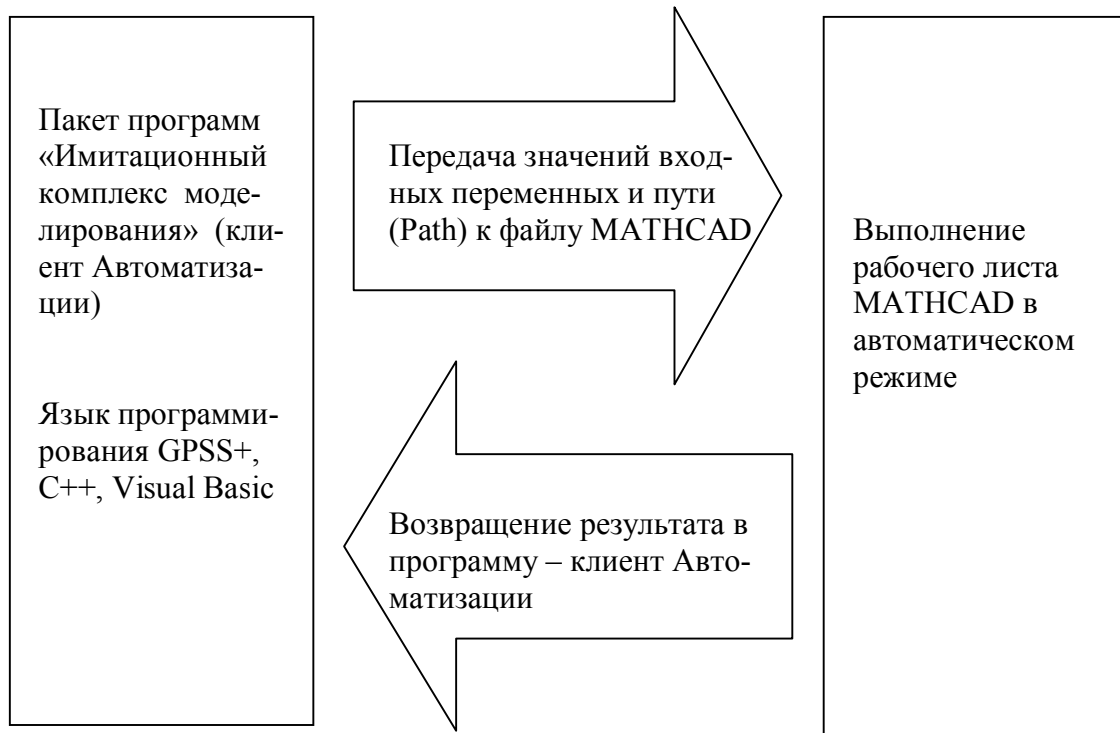 Пакет программ
«Имитационный
комплекс моде-
лирования» (кли-
ент Автоматиза-
ции)
Язык программи-
рования GPSS+,
C++, Visual Basic
Передача значений вход-
ных переменных и пути
(Path) к файлу MATHCAD
Возвращение результата в
программу – клиент Авто-
матизации
Выполнение
рабочего листа
MATHCAD в
автоматическом
режиме